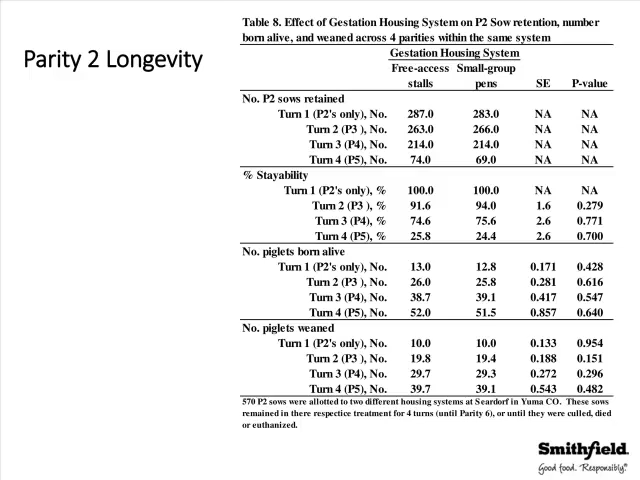 Parity 2 Longevity
Table 8. Effect of Gestation Housing System on P2 Sow retention, number
born alive, and weaned across 4 parities within the same system
Gestation Housing System
Free-access Small-group
stalls pens SE P-value
No. P2 sows retained
Turn 1 (P2's only), No. 287.0 283.0 NA NA
Turn 2 (P3 ), No. 263.0 266.0 NA NA
Turn 3 (P4), No. 214.0 214.0 NA NA
Turn 4 (P5), No. 74.0 69.0 NA NA
% Stayability
Turn 1 (P2's only), % 100.0 100.0 NA NA
Turn 2 (P3 ), % 91.6 94.0 1.6 0.279
Turn 3 (P4), % 74.6 75.6 2.6 0.771
Turn 4 (P5), % 25.8 24.4 2.6 0.700
No. piglets born alive
Turn 1 (P2's only), No. 13.0 12.8 0.171 0.428
Turn 2 (P3 ), No. 26.0 25.8 0.281 0.616
Turn 3 (P4), No. 38.7 39.1 0.417 0.547
Turn 4 (P5), No. 52.0 51.5 0.857 0.640
No. piglets weaned
Turn 1 (P2's only), No. 10.0 10.0 0.133 0.954
Turn 2 (P3 ), No. 19.8 19.4 0.188 0.151
Turn 3 (P4), No. 29.7 29.3 0.272 0.296
Turn 4 (P5), No. 39.7 39.1 0.543 0.482
570 P2 sows were allotted to two different housing systems at Seardorf in Yuma CO. These sows
remained in there respectice treatment for 4 turns (until Parity 6), or until they were culled, died
or euthanized.
Smithfield.
Good food. Responsibly.®